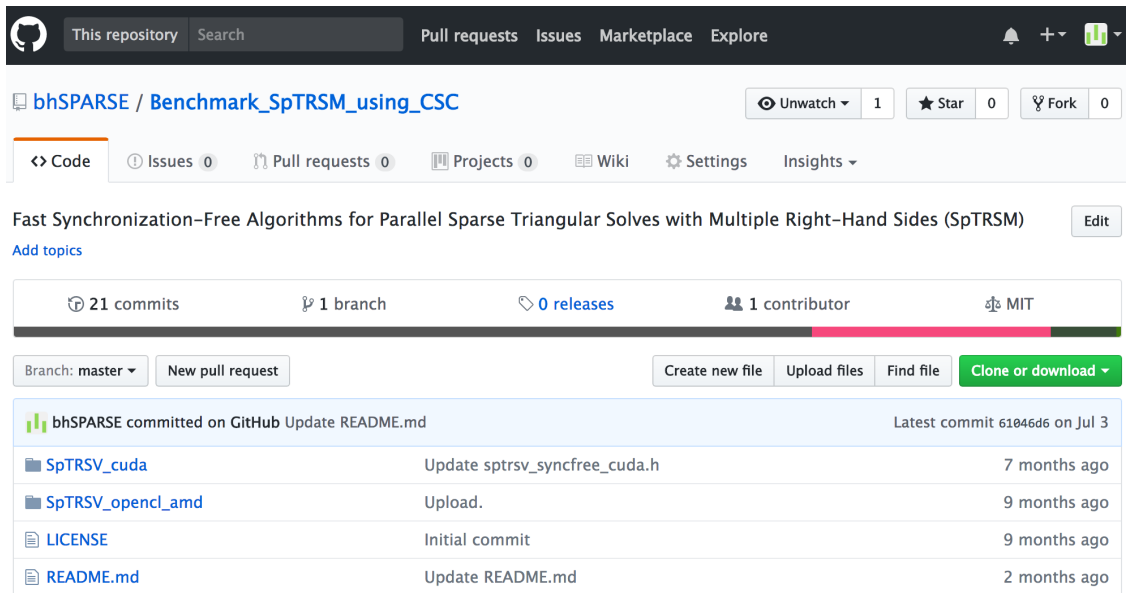 This repository Search Pull requests Issues Marketplace Explore
bhSPARSE / Benchmark_SpTRSM_using_CSC Unwatch 1 Star 0 Fork 0
Code Issues 0 Pull requests 0 Projects 0 Wiki Settings Insights
Fast Synchronization-Free Algorithms for Parallel Sparse Triangular Solves with Multiple Right-Hand Sides (SpTRSM) Edit
Add topics
21 commits 1 branch 0 releases 1 contributor MIT
Branch: master New pull request Create new file Upload files Find file Clone or download
bhSPARSE committed on GitHub Update README.md Latest commit 61046d6 on Jul 3
SpTRSV_cuda Update sptrsv_syncfree_cuda.h 7 months ago
SpTRSV_opencl_amd Upload. 9 months ago
LICENSE Initial commit 9 months ago
README.md Update README.md 2 months ago